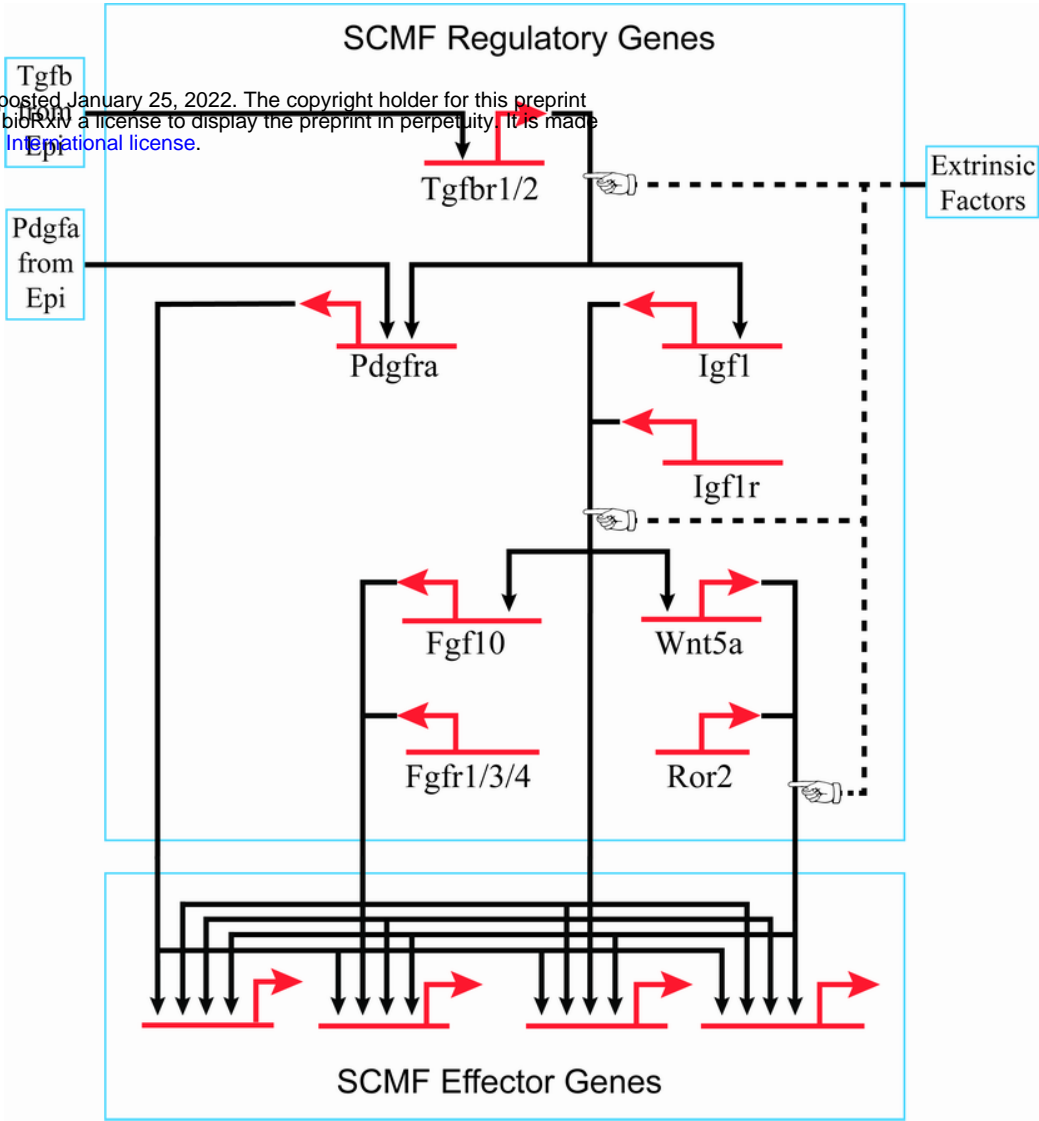 SCMF Regulatory Genes
Tgfb
from
Epi
posted January 25, 2022. The copyright holder for this preprint
bioRxiv a license to display the preprint in perpetuity. It is made
International license.
Tgfbr1/2
Extrinsic
Factors
Pdgfa
from
Epi
Pdgfra
Igf1
Igf1r
Fgf10
Wnt5a
Fgfr1/3/4
Ror2
SCMF Effector Genes